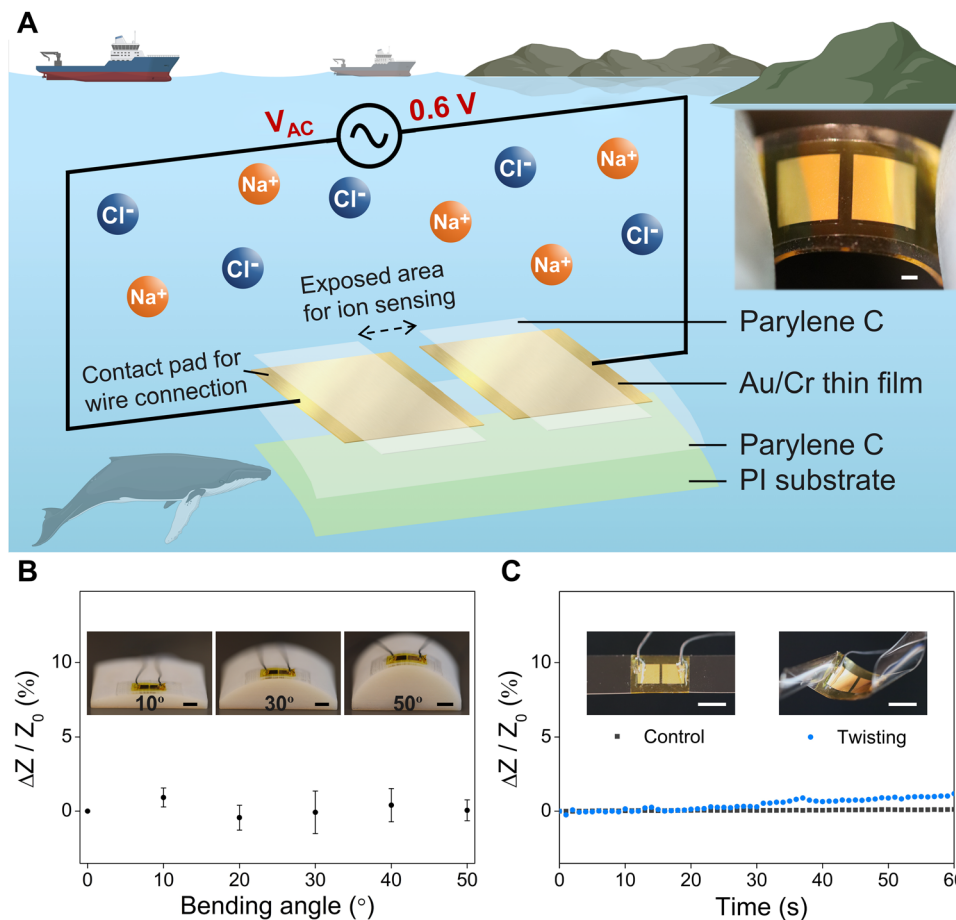 A
V_AC
0.6 V
Cl⁻
Na⁺
Cl⁻
Cl⁻
Na⁺
Na⁺
Cl⁻
Na⁺
Cl⁻
Na⁺
Exposed area
for ion sensing
Contact pad for
wire connection
Parylene C
Au/Cr thin film
Parylene C
PI substrate
B
ΔZ / Z₀ (%)
10
5
0
10°
30°
50°
0
10
20
30
40
50
Bending angle (°)
C
ΔZ / Z₀ (%)
10
5
0
Control
Twisting
0
10
20
30
40
50
60
Time (s)